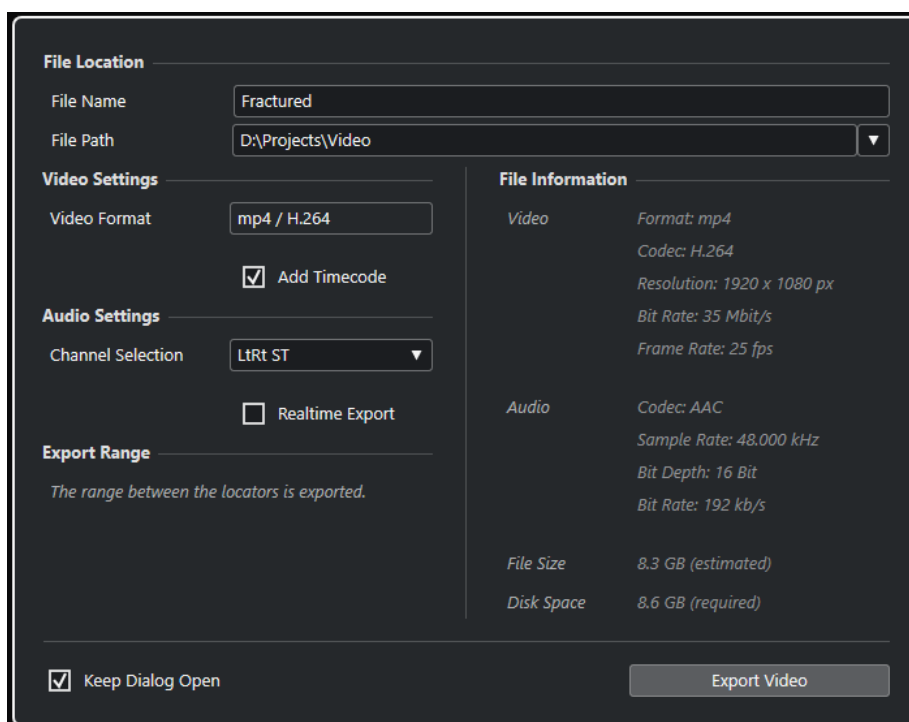 File Location
File Name Fractured
File Path D:\Projects\Video
Video Settings
Video Format mp4 / H.264
Add Timecode
Audio Settings
Channel Selection LtRt ST
Realtime Export
Export Range
The range between the locators is exported.
File Information
Video Format: mp4
Codec: H.264
Resolution: 1920 x 1080 px
Bit Rate: 35 Mbit/s
Frame Rate: 25 fps
Audio Codec: AAC
Sample Rate: 48.000 kHz
Bit Depth: 16 Bit
Bit Rate: 192 kb/s
File Size 8.3 GB (estimated)
Disk Space 8.6 GB (required)
Keep Dialog Open
Export Video